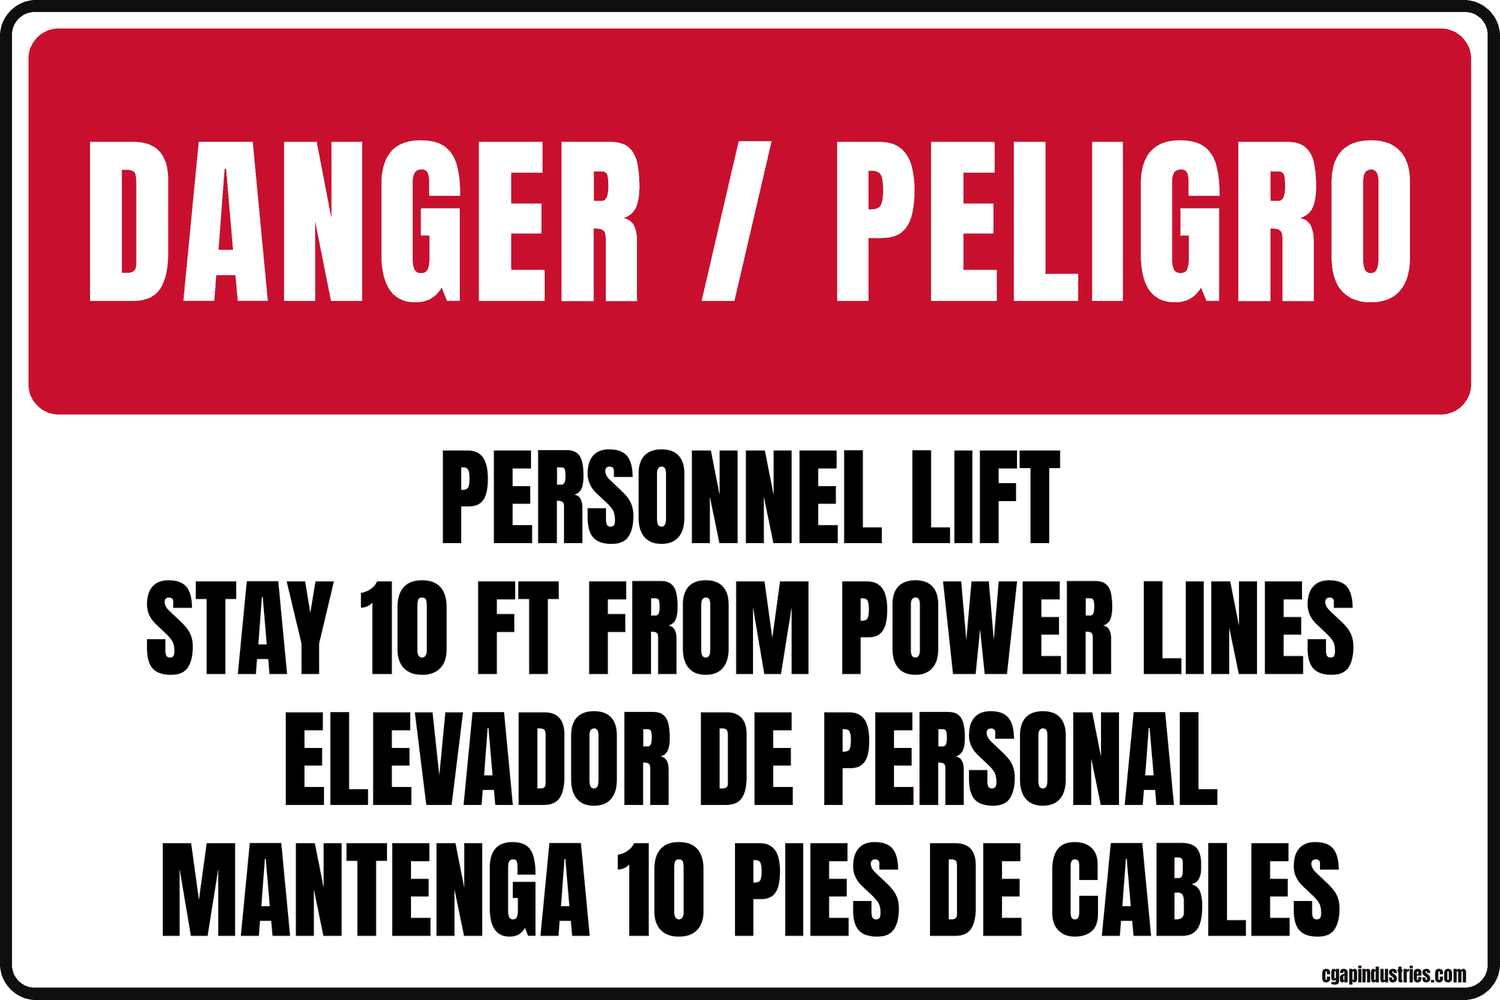 DANGER / PELIGRO
PERSONNEL LIFT
STAY 10 FT FROM POWER LINES
ELEVADOR DE PERSONAL
MANTENGA 10 PIES DE CABLES
cgapindustries.com